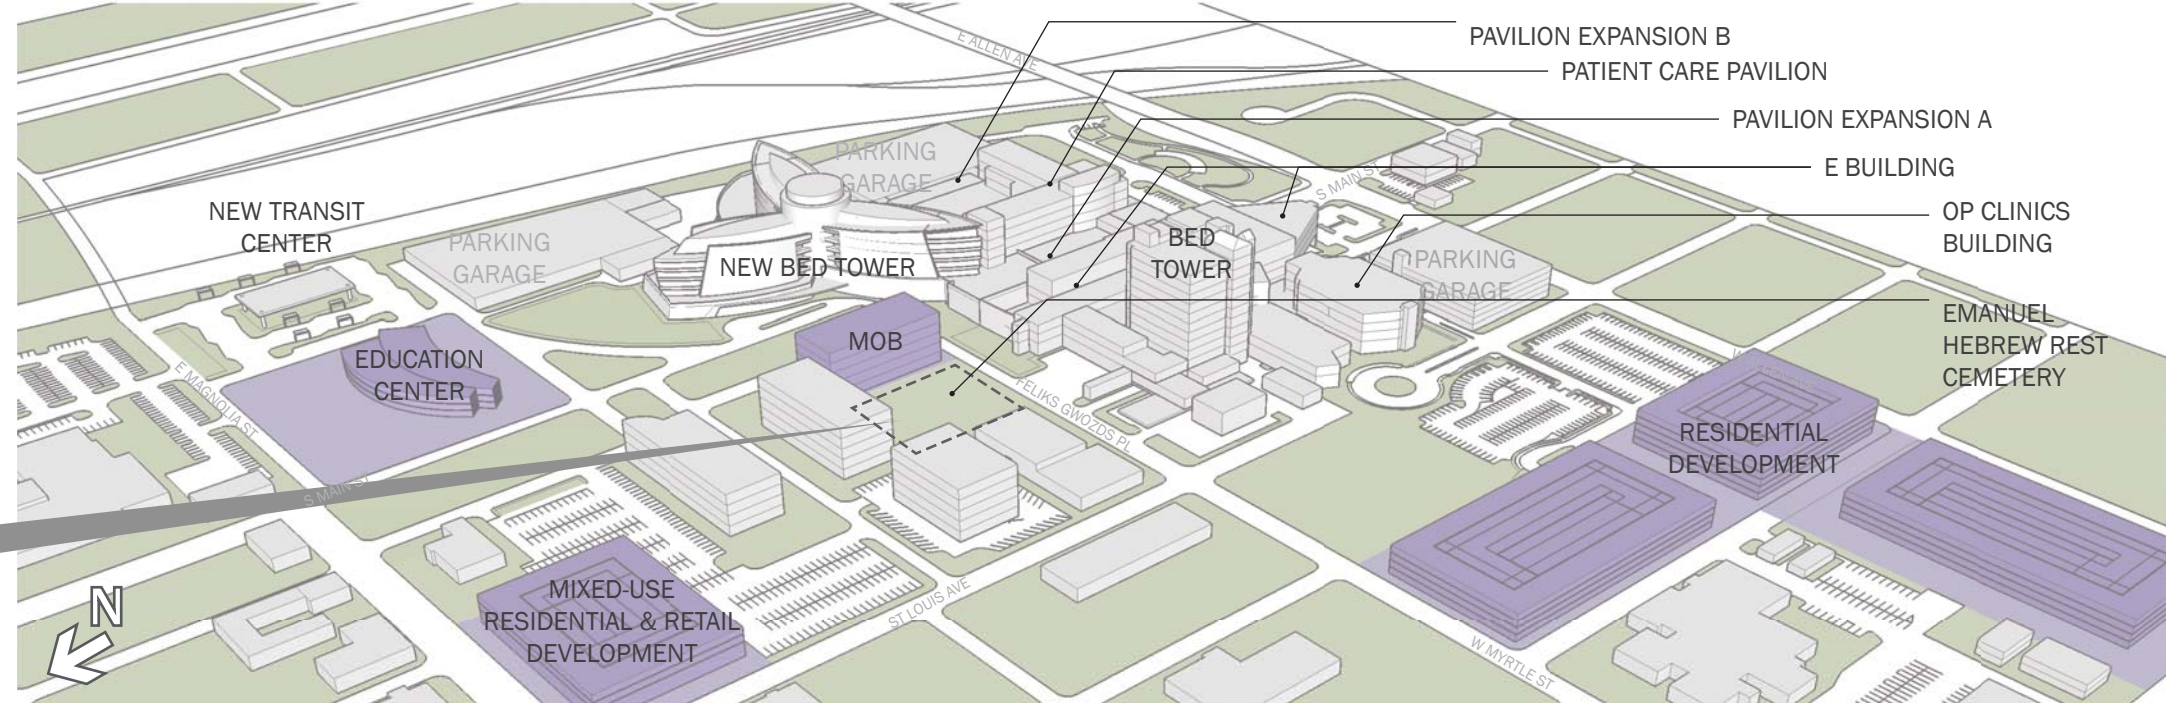 E ALLEN AVE
PAVILION EXPANSION B
PATIENT CARE PAVILION
PAVILION EXPANSION A
PARKING
GARAGE
E BUILDING
S MAIN ST
NEW TRANSIT
CENTER
OP CLINICS
BUILDING
PARKING
GARAGE
BED
TOWER
NEW BED TOWER
PARKING
GARAGE
EMANUEL
HEBREW REST
CEMETERY
MOB
EDUCATION
CENTER
E MAGNOLIA ST
FELIKS GWOZDS PL
RESIDENTIAL
DEVELOPMENT
S MAIN ST
MIXED-USE
RESIDENTIAL & RETAIL
DEVELOPMENT
ST LOUIS AVE
W MYRTLE ST
N